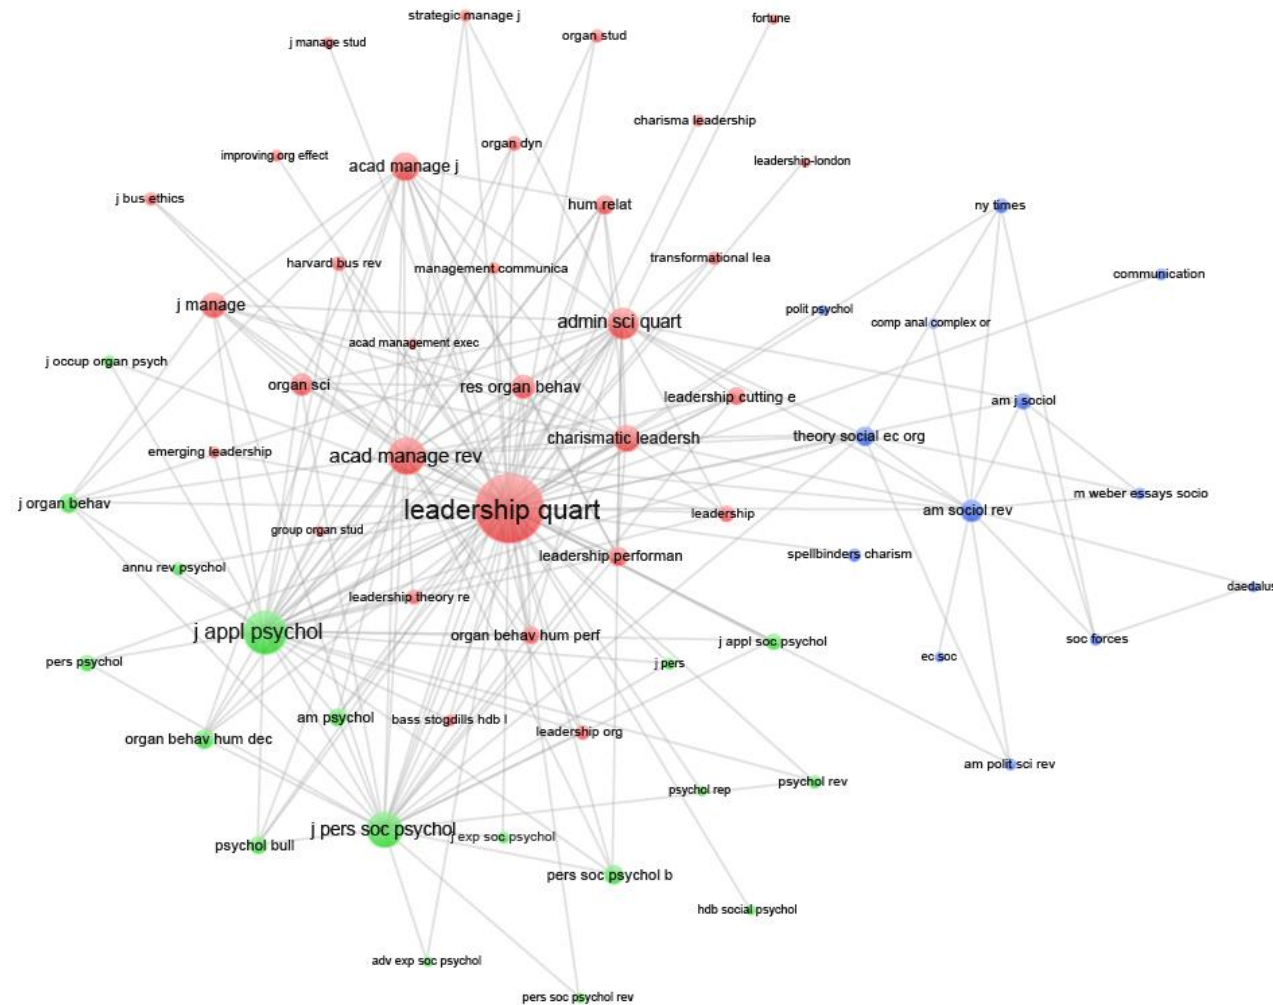 strategic manage j
fortune
organ stud
j manage stud
charisma leadership
organ dyn
improving org effect
acad manage j
leadership-london
j bus ethics
hum relat
ny times
harvard bus rev
management communica
transformational lea
communication
j manage
polit psychol
admin sci quart
comp anal complex or
acad management exec
j occup organ psych
organ sci
res organ behav
leadership cutting e
am j sociol
charismatic leadersh
theory social ec org
emerging leadership
acad manage rev
m weber essays socio
j organ behav
leadership quart
leadership
am sociol rev
group organ stud
leadership performan
spellbinders charism
annu rev psychol
daedalus
leadership theory re
j appl psychol
organ behav hum perf
j appl soc psychol
soc forces
pers psychol
j pers
ec soc
am psychol
bass stogdills hdb l
leadership org
organ behav hum dec
am polit sci rev
psychol rev
psychol rep
j pers soc psychol
j exp soc psychol
psychol bull
pers soc psychol b
hdb social psychol
adv exp soc psychol
pers soc psychol rev